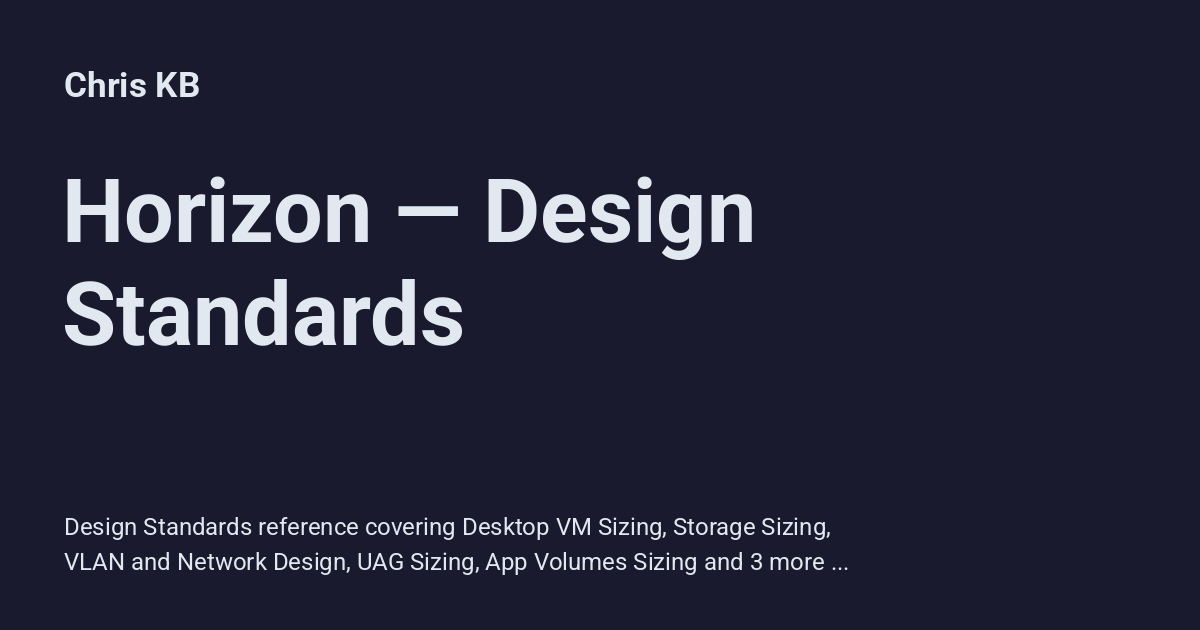 Chris KB
Horizon — Design
Standards
Design Standards reference covering Desktop VM Sizing, Storage Sizing,
VLAN and Network Design, UAG Sizing, App Volumes Sizing and 3 more ...